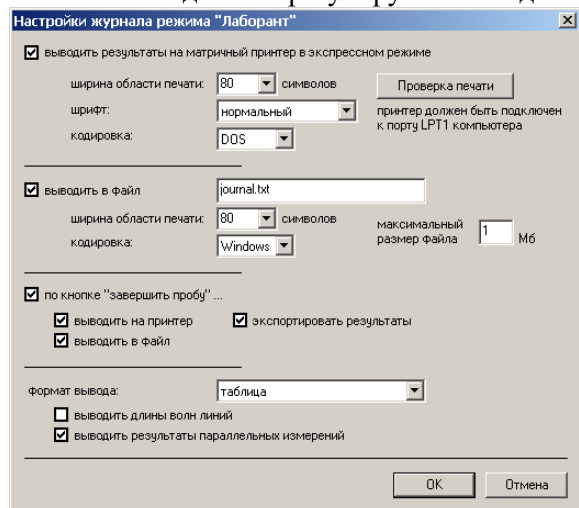 Настройки журнала режима "Лаборант"
выводить результаты на матричный принтер в экспрессном режиме
ширина области печати: 80 символов Проверка печати
шрифт: нормальный принтер должен быть подключен
кодировка: DOS к порту LPT1 компьютера
выводить в файл journal.txt
ширина области печати: 80 символов максимальный
кодировка: Windows размер файла 1 Мб
по кнопке "завершить пробу" ...
выводить на принтер экспортировать результаты
выводить в файл
формат вывода: таблица
выводить длины волн линий
выводить результаты параллельных измерений
OK Отмена